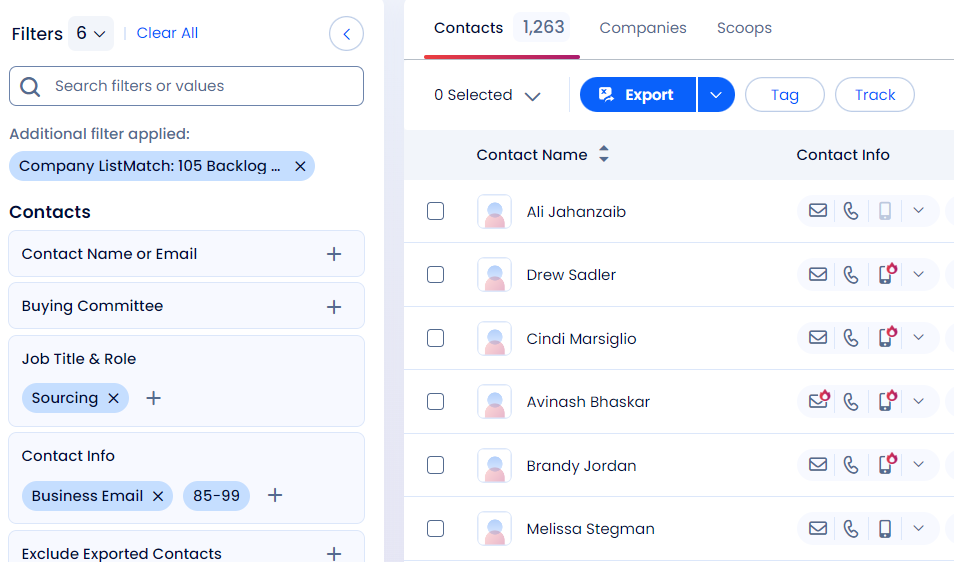 Filters 6
Clear All
Search filters or values
Additional filter applied:
Company ListMatch: 105 Backlog ...
Contacts
Contact Name or Email
Buying Committee
Job Title & Role
Sourcing
Contact Info
Business Email
85-99
Exclude Exported Contacts
Contacts 1,263
Companies
Scoops
0 Selected
Export
Tag
Track
Contact Name
Contact Info
Ali Jahanzaib
Drew Sadler
Cindi Marsiglio
Avinash Bhaskar
Brandy Jordan
Melissa Stegman